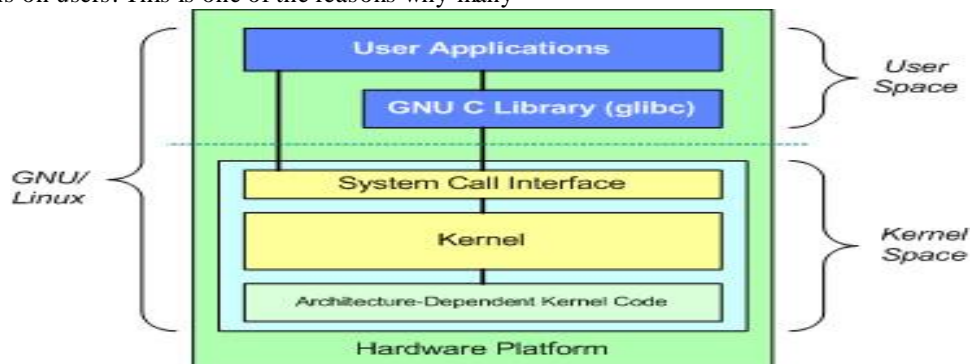 is on users. This is one of the reasons why many
User Applications
User
Space
GNU C Library (glibc)
GNU/
Linux
System Call Interface
Kernel
Kernel
Space
Architecture-Dependent Kernel Code
Hardware Platform